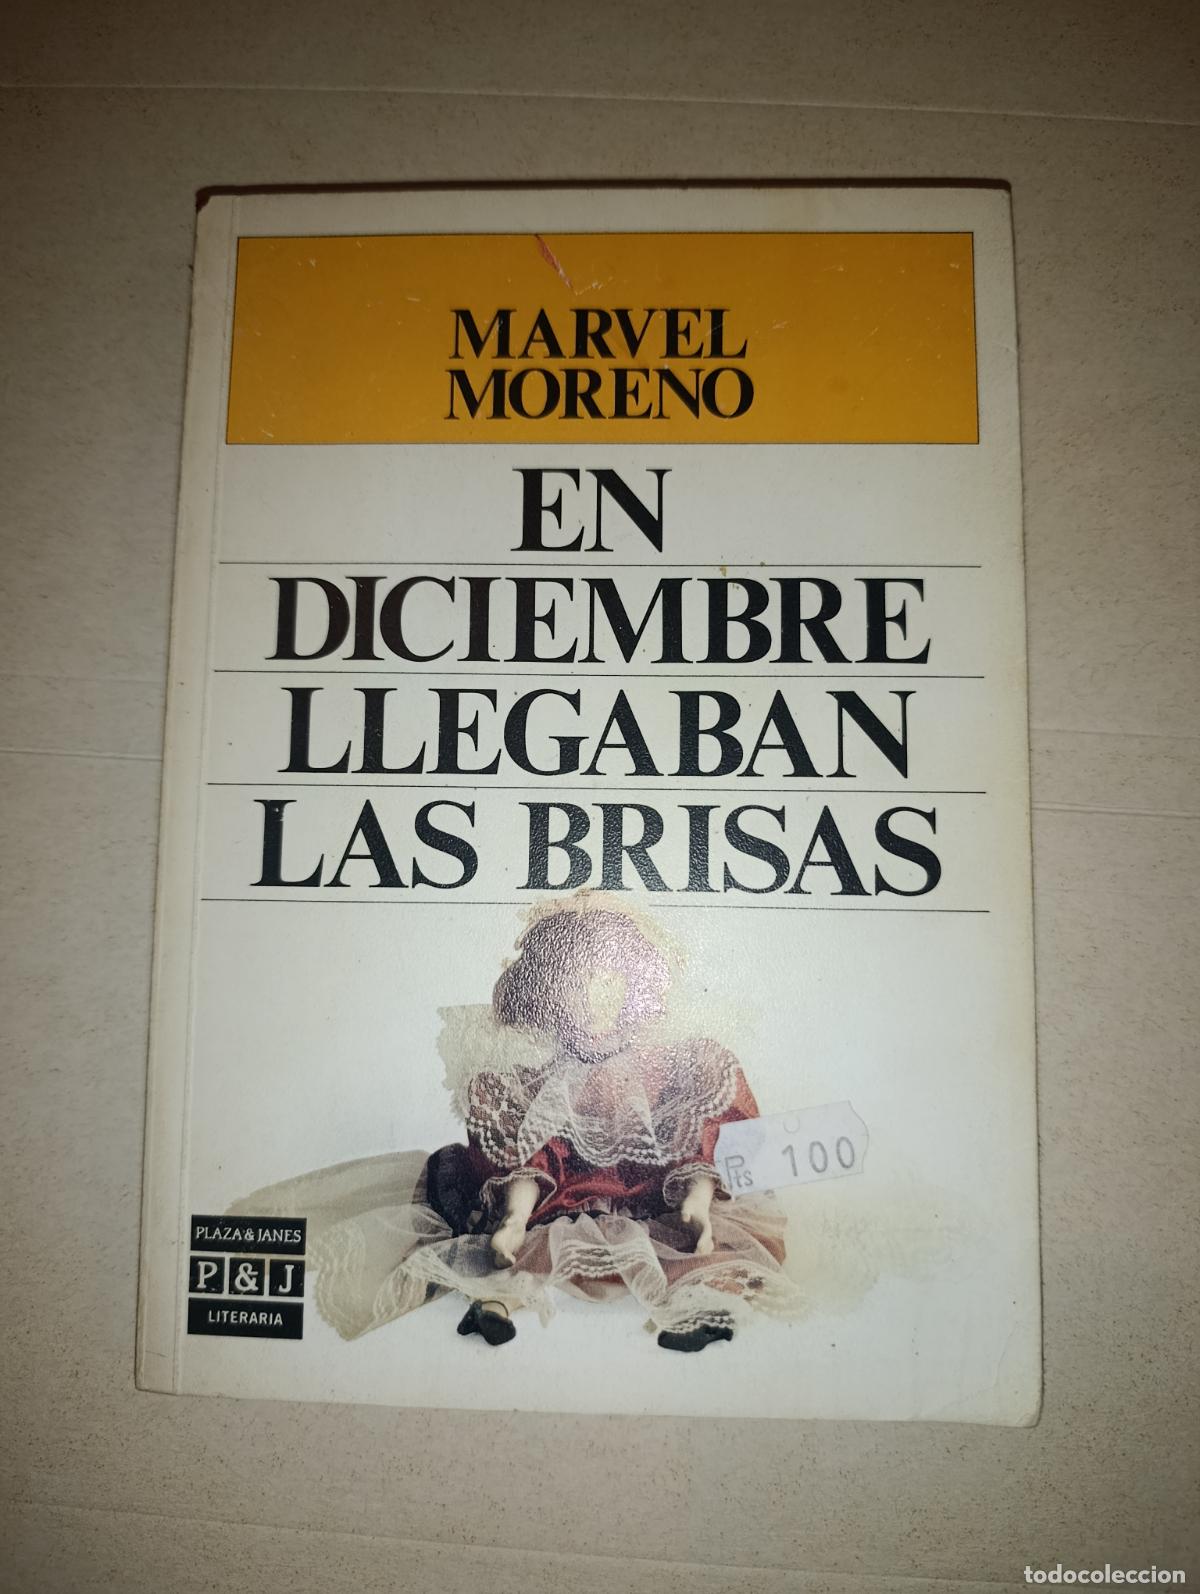 MARVEL
MORENO
EN
DICIEMBRE
LLEGABAN
LAS BRISAS
Pts 100
PLAZA & JANES
P & J
LITERARIA
todocoleccion